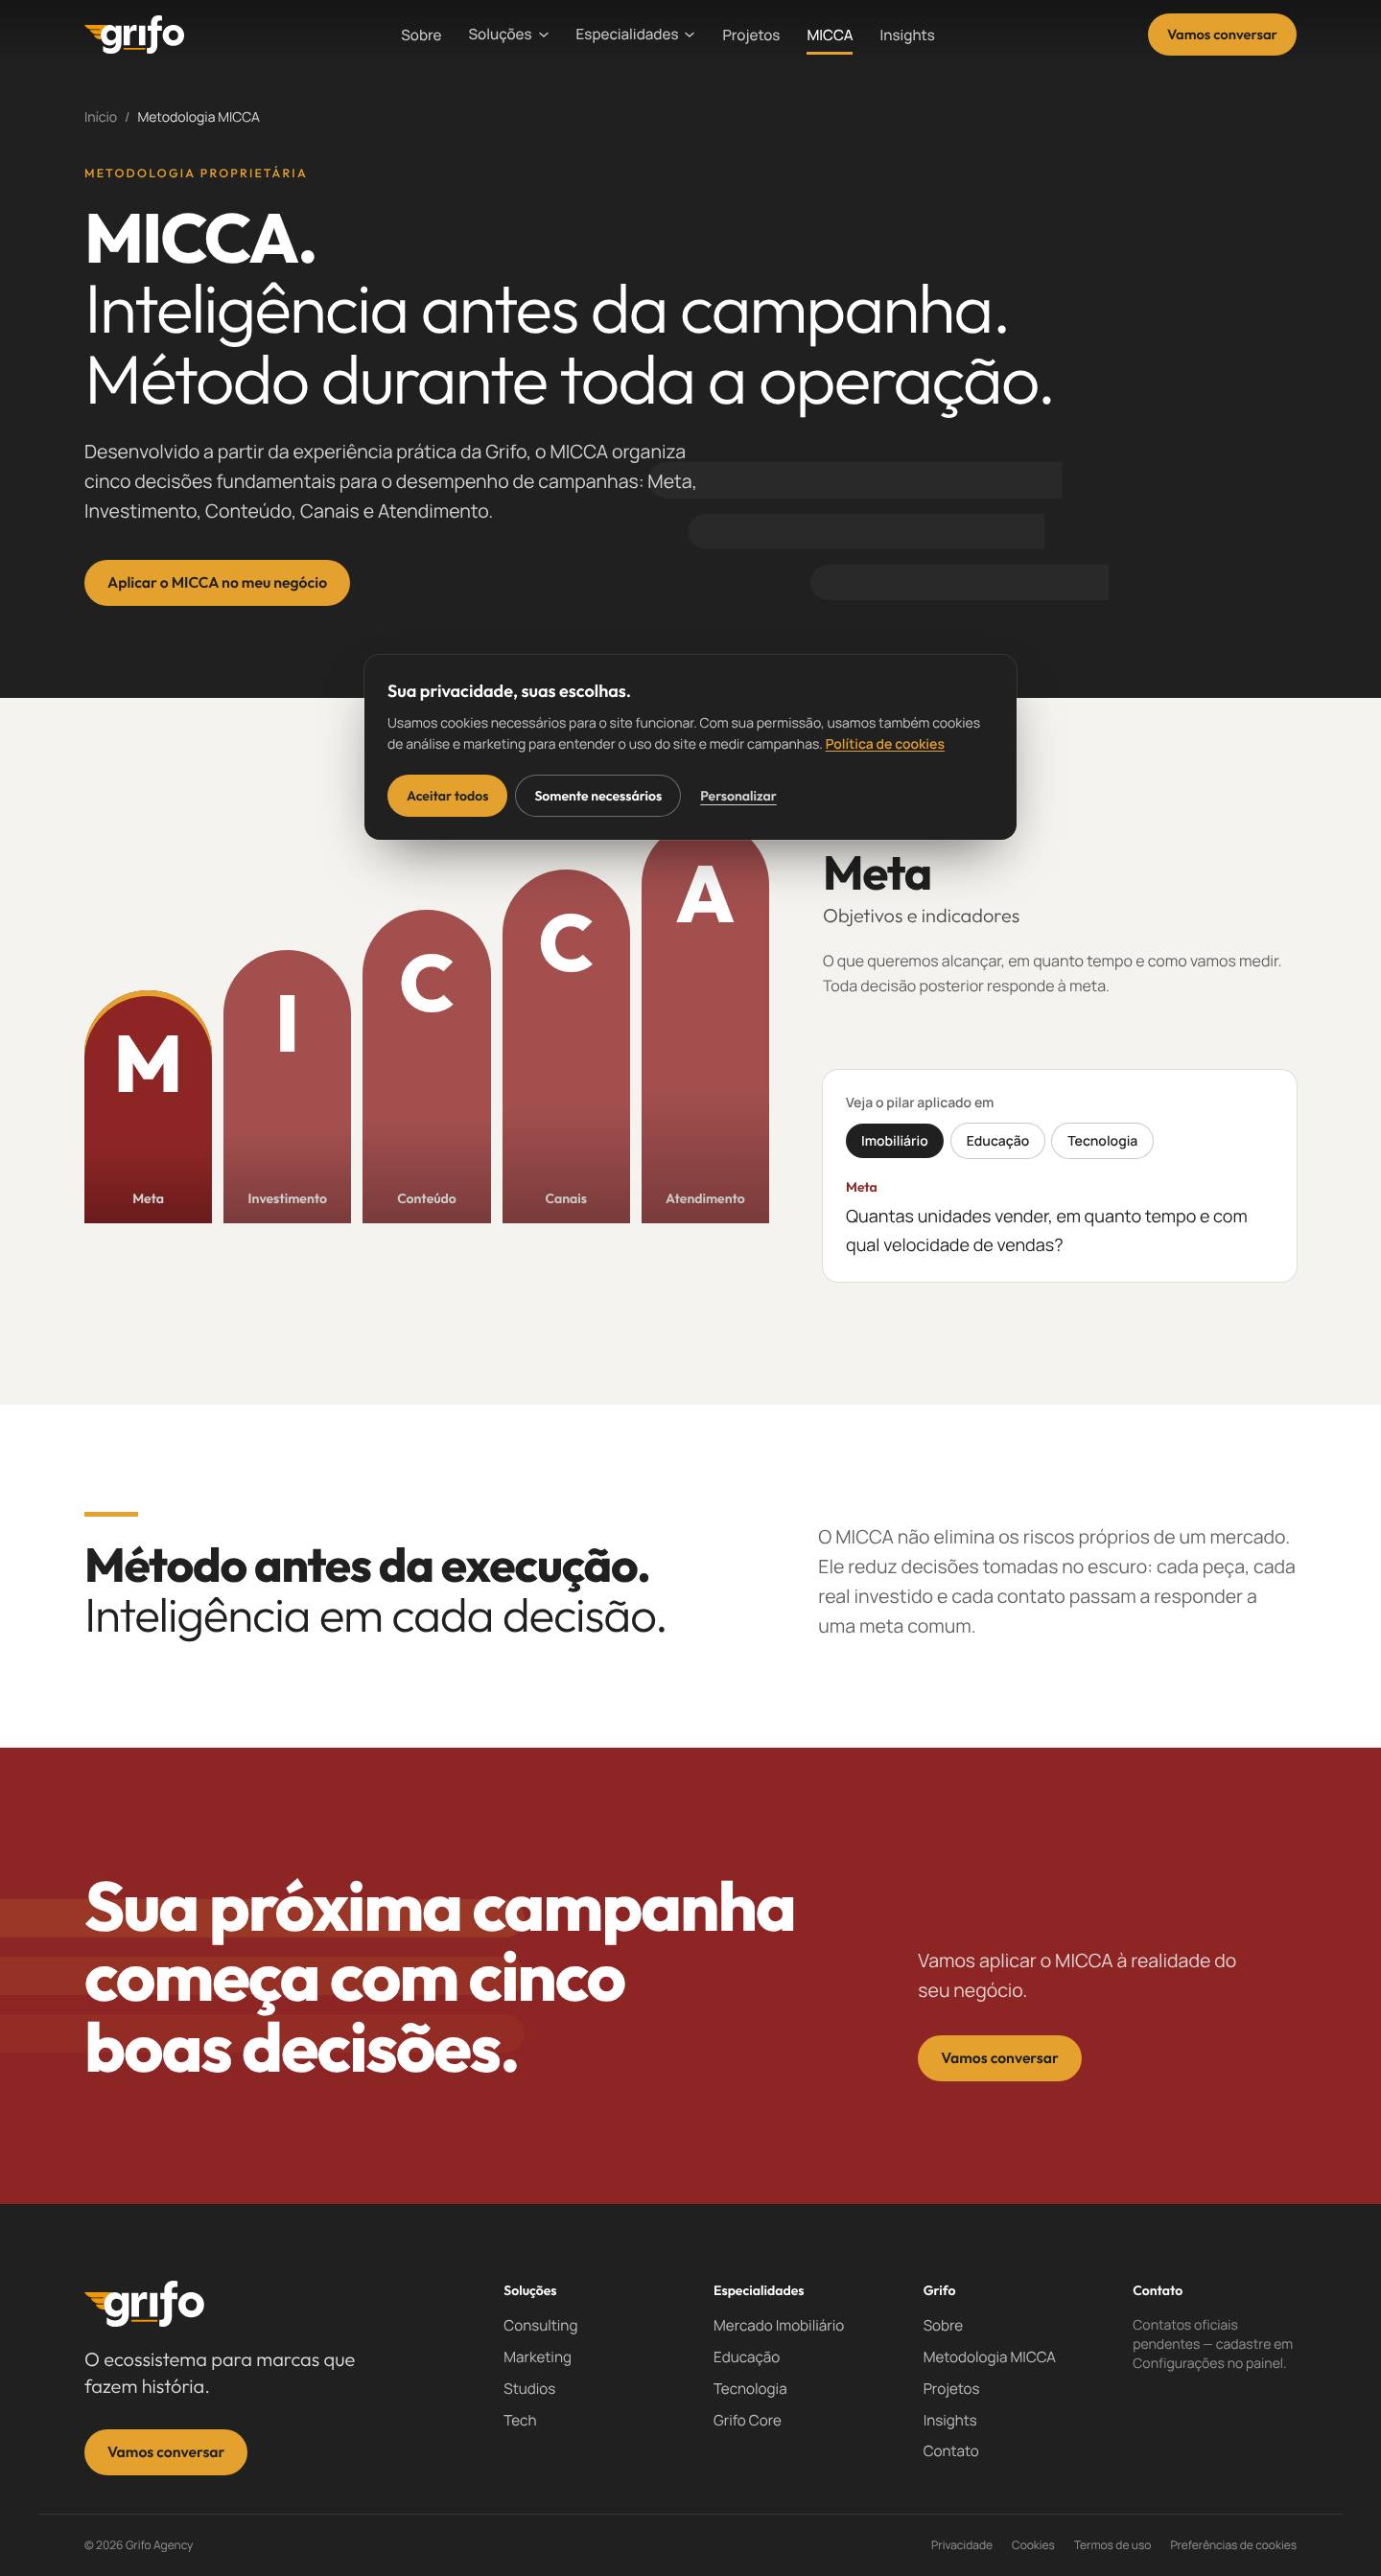 grifo
Sobre
Soluções
Especialidades
Projetos
MICCA
Insights
Vamos conversar
Início / Metodologia MICCA
METODOLOGIA PROPRIETÁRIA
MICCA.
Inteligência antes da campanha.
Método durante toda a operação.
Desenvolvido a partir da experiência prática da Grifo, o MICCA organiza
cinco decisões fundamentais para o desempenho de campanhas: Meta,
Investimento, Conteúdo, Canais e Atendimento.
Aplicar o MICCA no meu negócio
Sua privacidade, suas escolhas.
Usamos cookies necessários para o site funcionar. Com sua permissão, usamos também cookies
de análise e marketing para entender o uso do site e medir campanhas. Política de cookies
Aceitar todos
Somente necessários
Personalizar
M
Meta
I
Investimento
C
Conteúdo
C
Canais
A
Atendimento
Meta
Objetivos e indicadores
O que queremos alcançar, em quanto tempo e como vamos medir.
Toda decisão posterior responde à meta.
Veja o pilar aplicado em
Imobiliário
Educação
Tecnologia
Meta
Quantas unidades vender, em quanto tempo e com
qual velocidade de vendas?
Método antes da execução.
Inteligência em cada decisão.
O MICCA não elimina os riscos próprios de um mercado.
Ele reduz decisões tomadas no escuro: cada peça, cada
real investido e cada contato passam a responder a
uma meta comum.
Sua próxima campanha
começa com cinco
boas decisões.
Vamos aplicar o MICCA à realidade do
seu negócio.
Vamos conversar
grifo
O ecossistema para marcas que
fazem história.
Vamos conversar
Soluções
Consulting
Marketing
Studios
Tech
Especialidades
Mercado Imobiliário
Educação
Tecnologia
Grifo Core
Grifo
Sobre
Metodologia MICCA
Projetos
Insights
Contato
Contato
Contatos oficiais
pendentes — cadastre em
Configurações no painel.
© 2026 Grifo Agency
Privacidade
Cookies
Termos de uso
Preferências de cookies